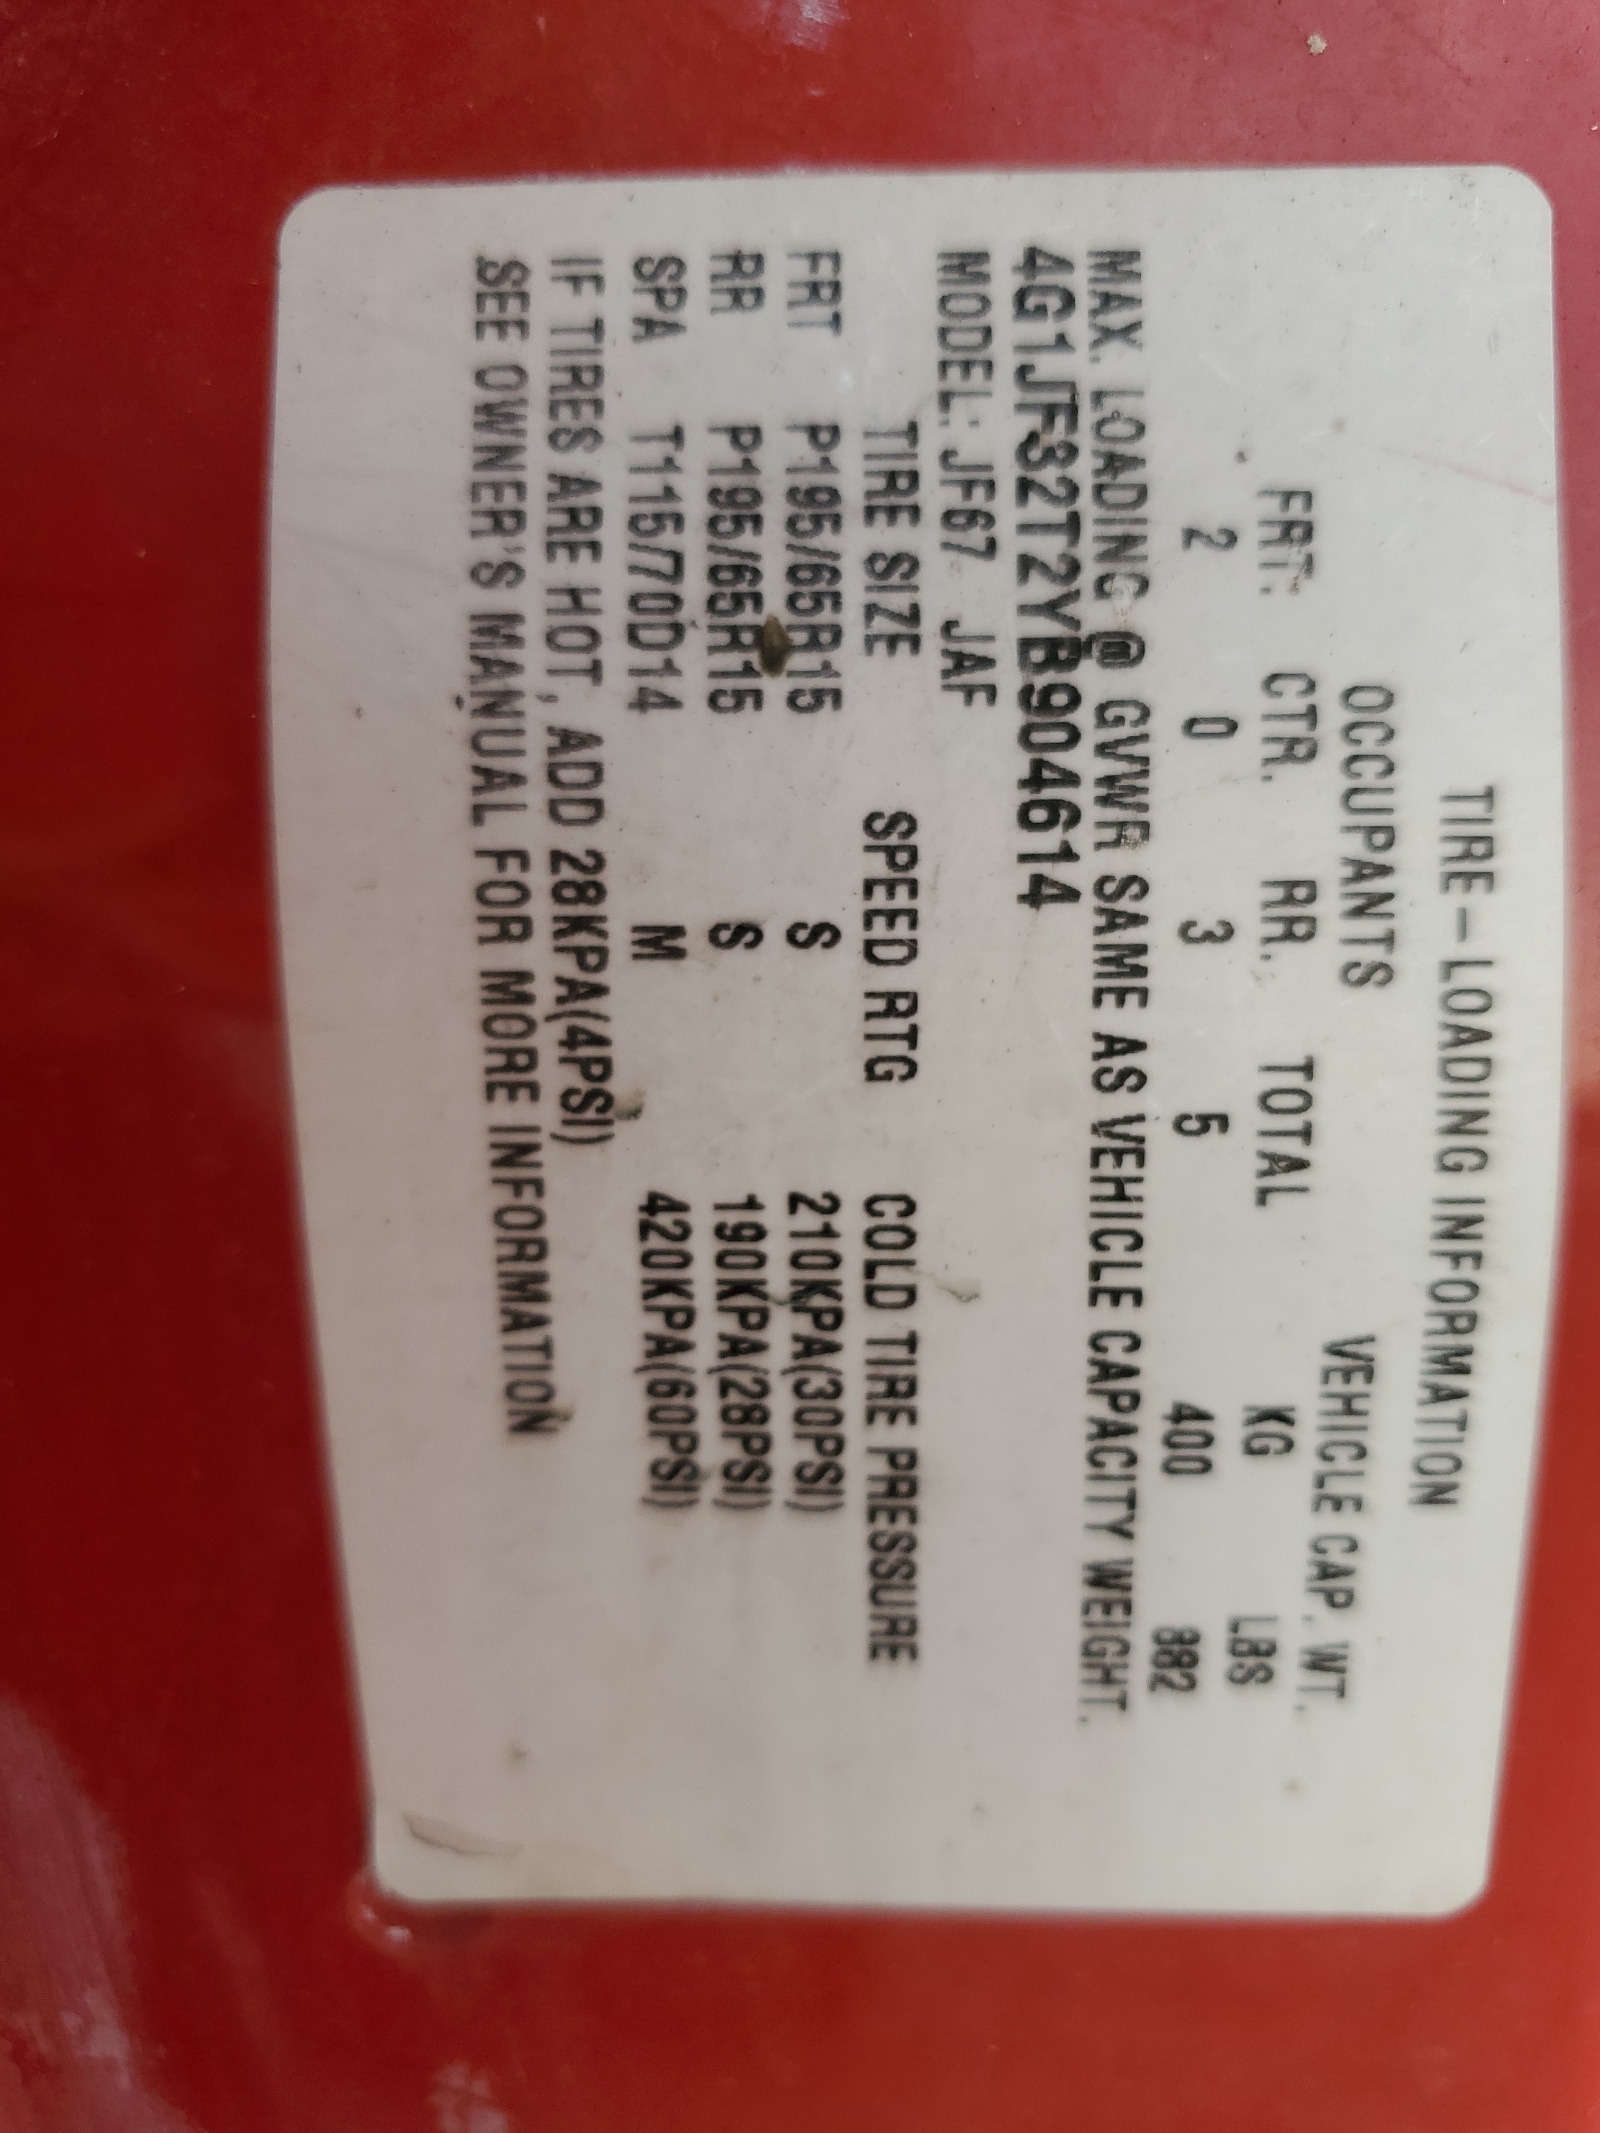 TIRE-LOADING INFORMATION
OCCUPANTS VEHICLE CAP. WT.
FRT. CTR. RR. TOTAL KG LBS
2 0 3 5 400 882
MAX. LOADING @ GVWR SAME AS VEHICLE CAPACITY WEIGHT.
4G1JF32T2YB904614
MODEL: JF67 JAF
TIRE SIZE SPEED RTG COLD TIRE PRESSURE
FRT P195/65R15 S 210KPA(30PSI)
RR P195/65R15 S 190KPA(28PSI)
SPA T115/70D14 M 420KPA(60PSI)
IF TIRES ARE HOT, ADD 28KPA(4PSI)
SEE OWNER'S MANUAL FOR MORE INFORMATION